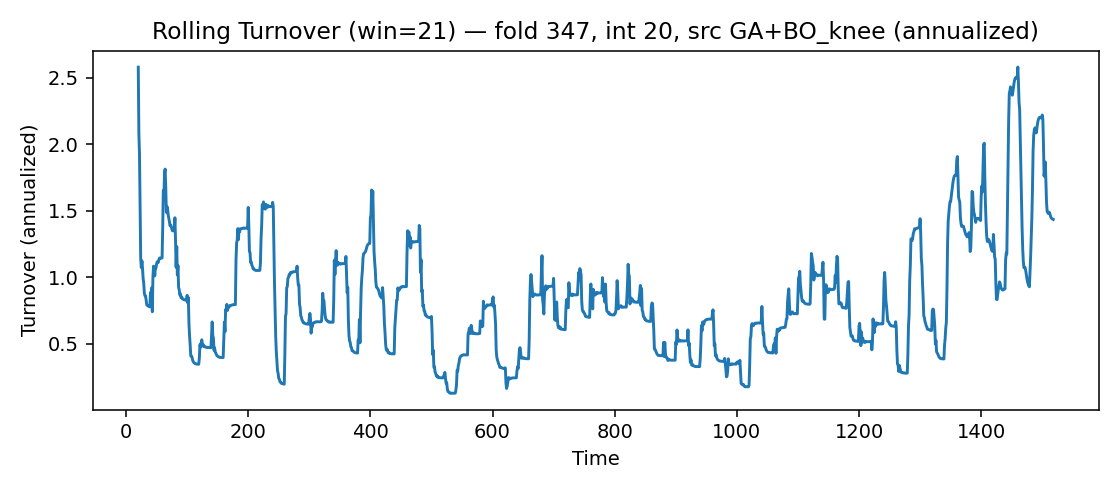 Rolling Turnover (win=21) — fold 347, int 20, src GA+BO_knee (annualized)
Turnover (annualized)
2.5
2.0
1.5
1.0
0.5
0 200 400 600 800 1000 1200 1400
Time